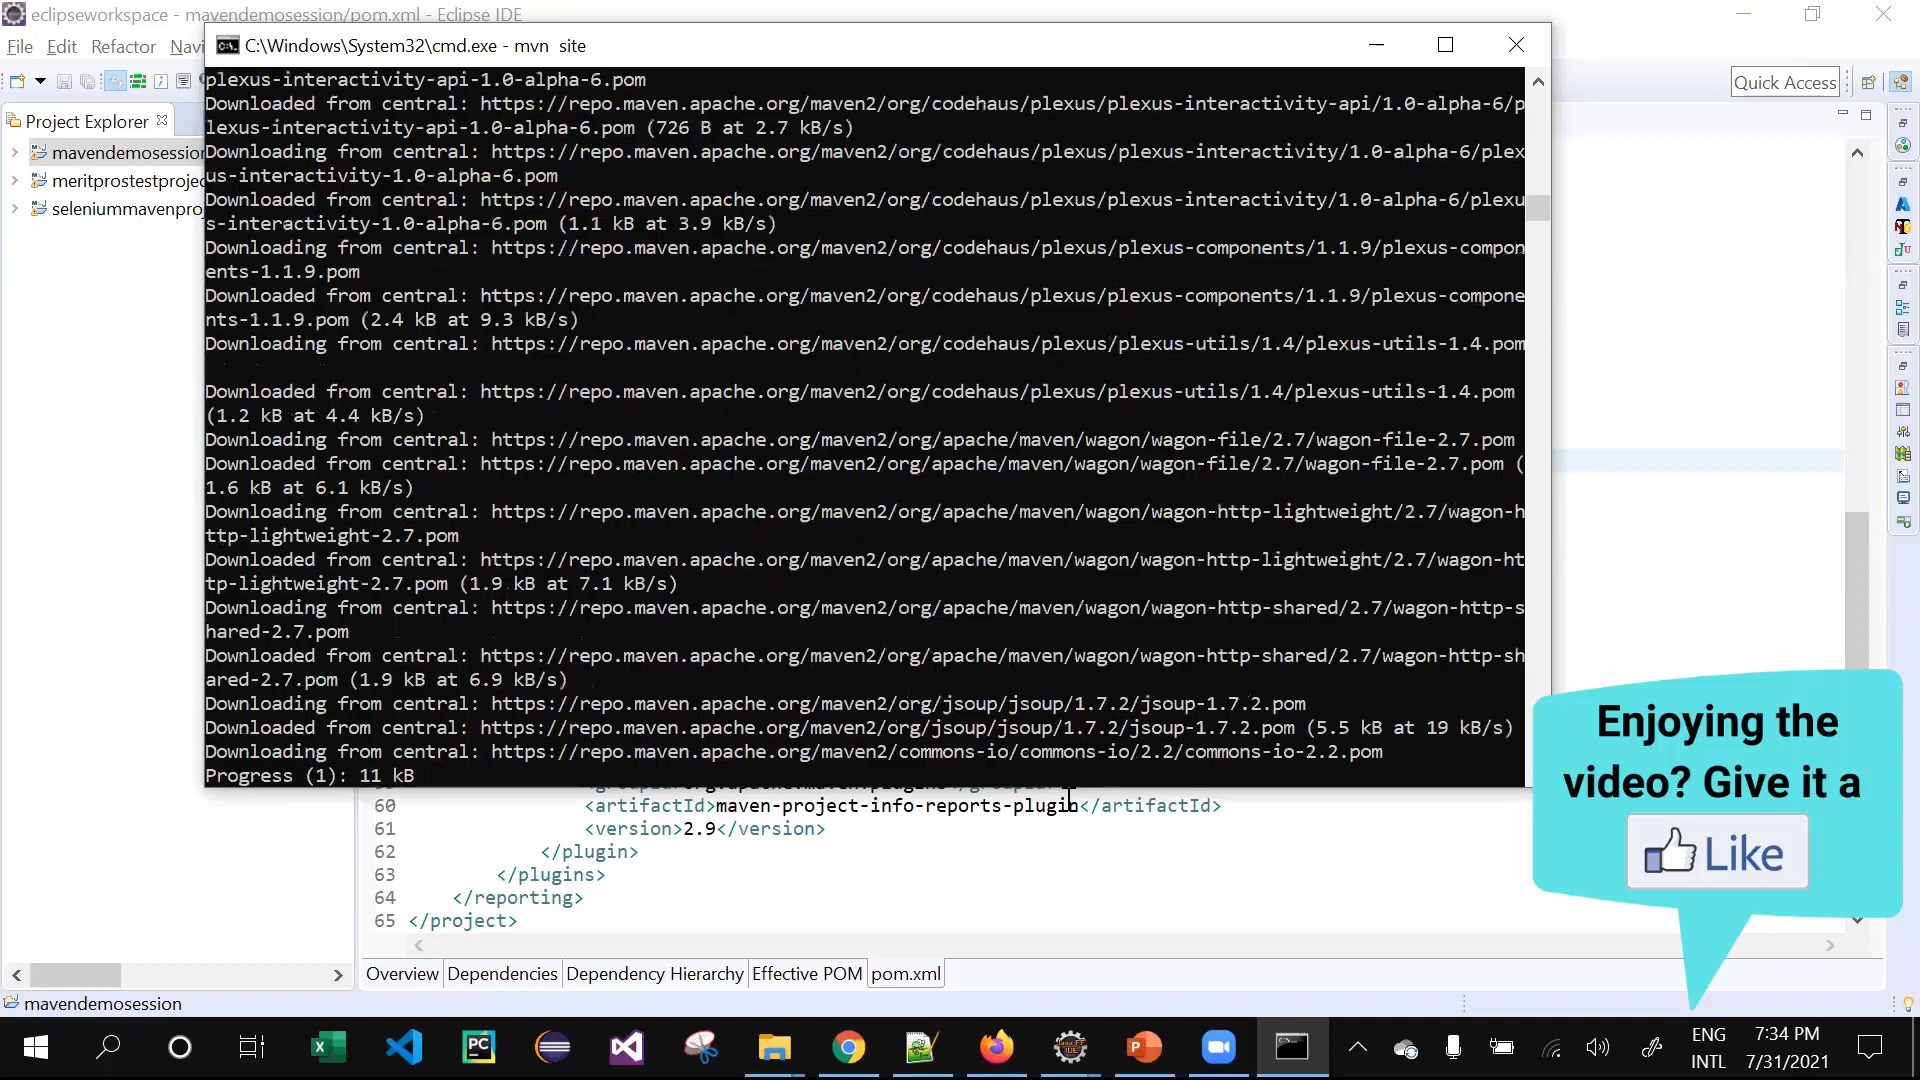 eclipseworkspace - mavendemosession/pom.xml - Eclipse IDE
File Edit Refactor Navi
C:\Windows\System32\cmd.exe - mvn  site
Quick Access
Project Explorer
mavendemosession
meritprostestproject
seleniummavenpro
plexus-interactivity-api-1.0-alpha-6.pom
Downloaded from central: https://repo.maven.apache.org/maven2/org/codehaus/plexus/plexus-interactivity-api/1.0-alpha-6/p
lexus-interactivity-api-1.0-alpha-6.pom (726 B at 2.7 kB/s)
Downloading from central: https://repo.maven.apache.org/maven2/org/codehaus/plexus/plexus-interactivity/1.0-alpha-6/plex
us-interactivity-1.0-alpha-6.pom
Downloaded from central: https://repo.maven.apache.org/maven2/org/codehaus/plexus/plexus-interactivity/1.0-alpha-6/plexu
s-interactivity-1.0-alpha-6.pom (1.1 kB at 3.9 kB/s)
Downloading from central: https://repo.maven.apache.org/maven2/org/codehaus/plexus/plexus-components/1.1.9/plexus-compon
ents-1.1.9.pom
Downloaded from central: https://repo.maven.apache.org/maven2/org/codehaus/plexus/plexus-components/1.1.9/plexus-compone
nts-1.1.9.pom (2.4 kB at 9.3 kB/s)
Downloading from central: https://repo.maven.apache.org/maven2/org/codehaus/plexus/plexus-utils/1.4/plexus-utils-1.4.pom
Downloaded from central: https://repo.maven.apache.org/maven2/org/codehaus/plexus/plexus-utils/1.4/plexus-utils-1.4.pom
(1.2 kB at 4.4 kB/s)
Downloading from central: https://repo.maven.apache.org/maven2/org/apache/maven/wagon/wagon-file/2.7/wagon-file-2.7.pom
Downloaded from central: https://repo.maven.apache.org/maven2/org/apache/maven/wagon/wagon-file/2.7/wagon-file-2.7.pom (
1.6 kB at 6.1 kB/s)
Downloading from central: https://repo.maven.apache.org/maven2/org/apache/maven/wagon/wagon-http-lightweight/2.7/wagon-h
ttp-lightweight-2.7.pom
Downloaded from central: https://repo.maven.apache.org/maven2/org/apache/maven/wagon/wagon-http-lightweight/2.7/wagon-ht
tp-lightweight-2.7.pom (1.9 kB at 7.1 kB/s)
Downloading from central: https://repo.maven.apache.org/maven2/org/apache/maven/wagon/wagon-http-shared/2.7/wagon-http-s
hared-2.7.pom
Downloaded from central: https://repo.maven.apache.org/maven2/org/apache/maven/wagon/wagon-http-shared/2.7/wagon-http-sh
ared-2.7.pom (1.9 kB at 6.9 kB/s)
Downloading from central: https://repo.maven.apache.org/maven2/org/jsoup/jsoup/1.7.2/jsoup-1.7.2.pom
Downloaded from central: https://repo.maven.apache.org/maven2/org/jsoup/jsoup/1.7.2/jsoup-1.7.2.pom (5.5 kB at 19 kB/s)
Downloading from central: https://repo.maven.apache.org/maven2/commons-io/commons-io/2.2/commons-io-2.2.pom
Progress (1): 11 kB
60 <artifactId>maven-project-info-reports-plugin</artifactId>
61 <version>2.9</version>
62 </plugin>
63 </plugins>
64 </reporting>
65 </project>
Enjoying the
video? Give it a
Like
Overview Dependencies Dependency Hierarchy Effective POM pom.xml
mavendemosession
ENG 7:34 PM
INTL 7/31/2021